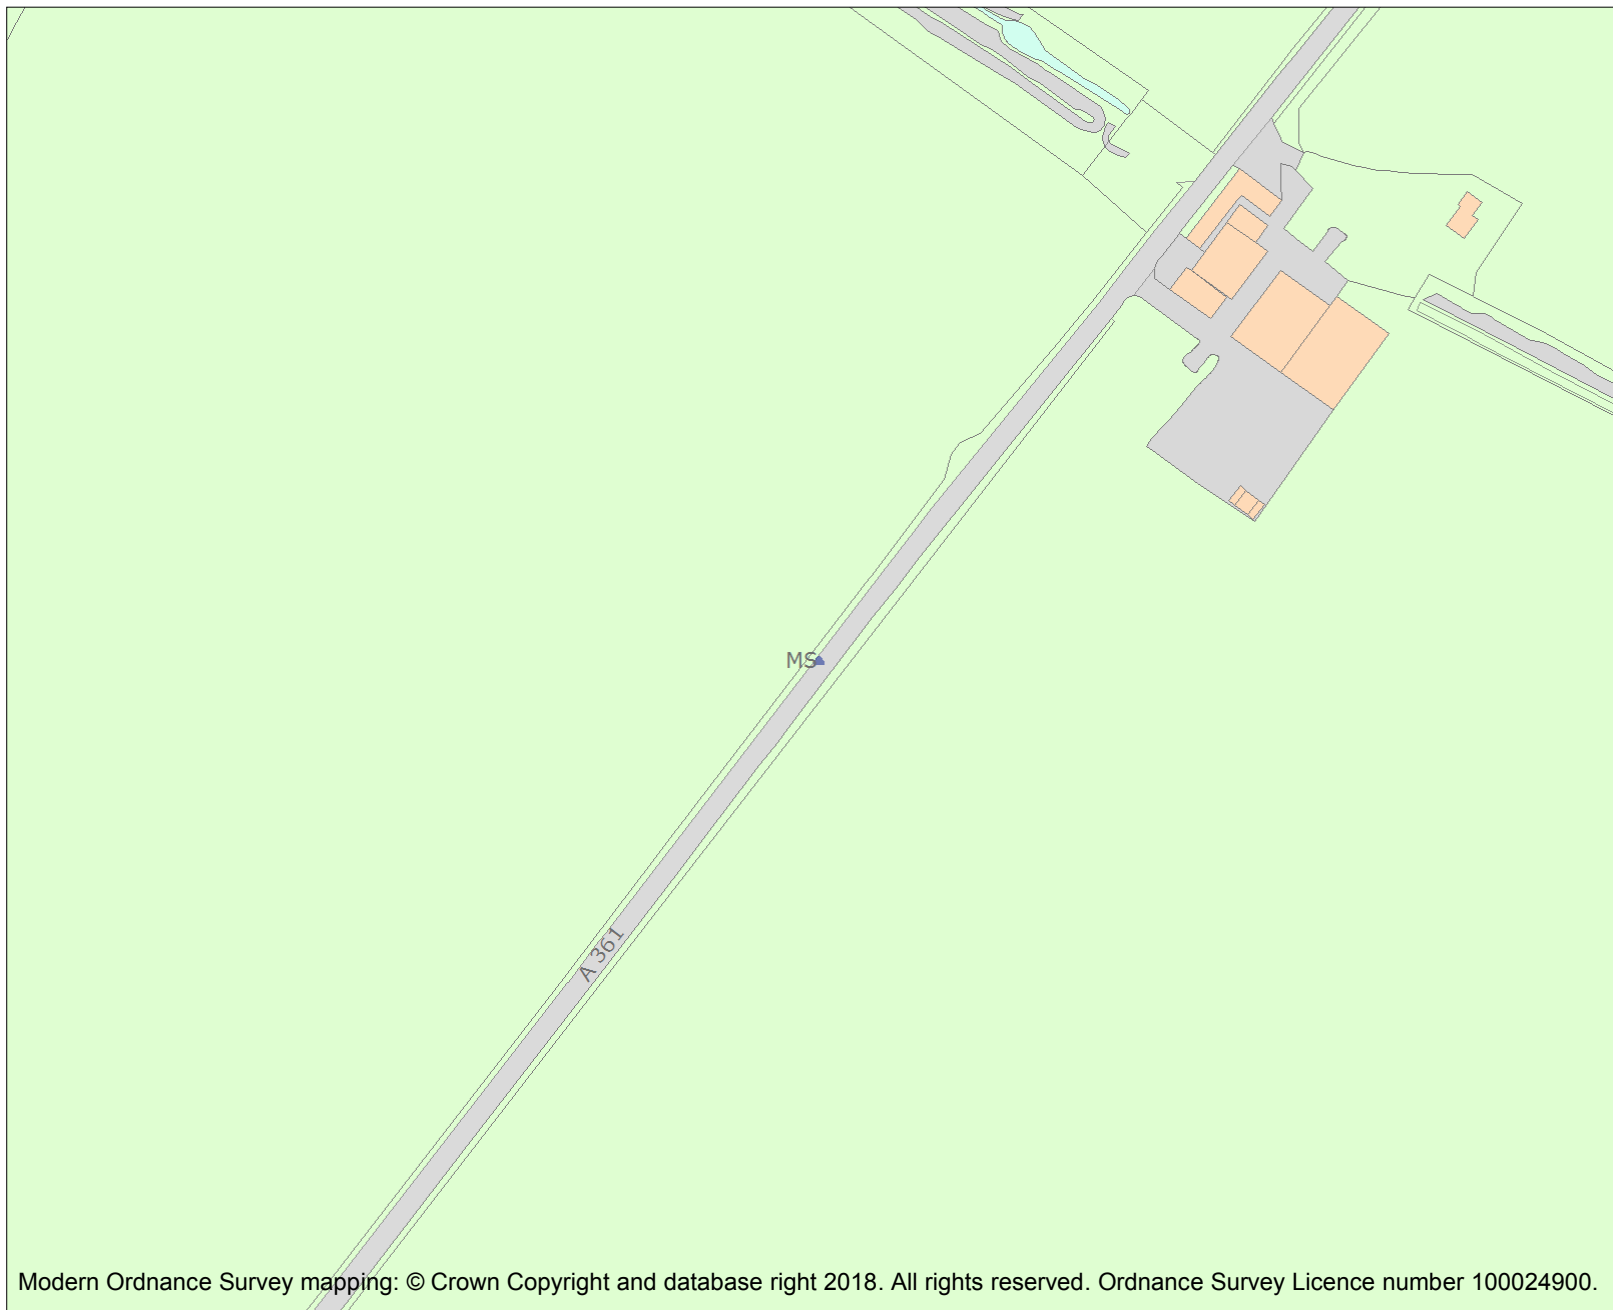 MS
A 361
Modern Ordnance Survey mapping: © Crown Copyright and database right 2018. All rights reserved. Ordnance Survey Licence number 100024900.